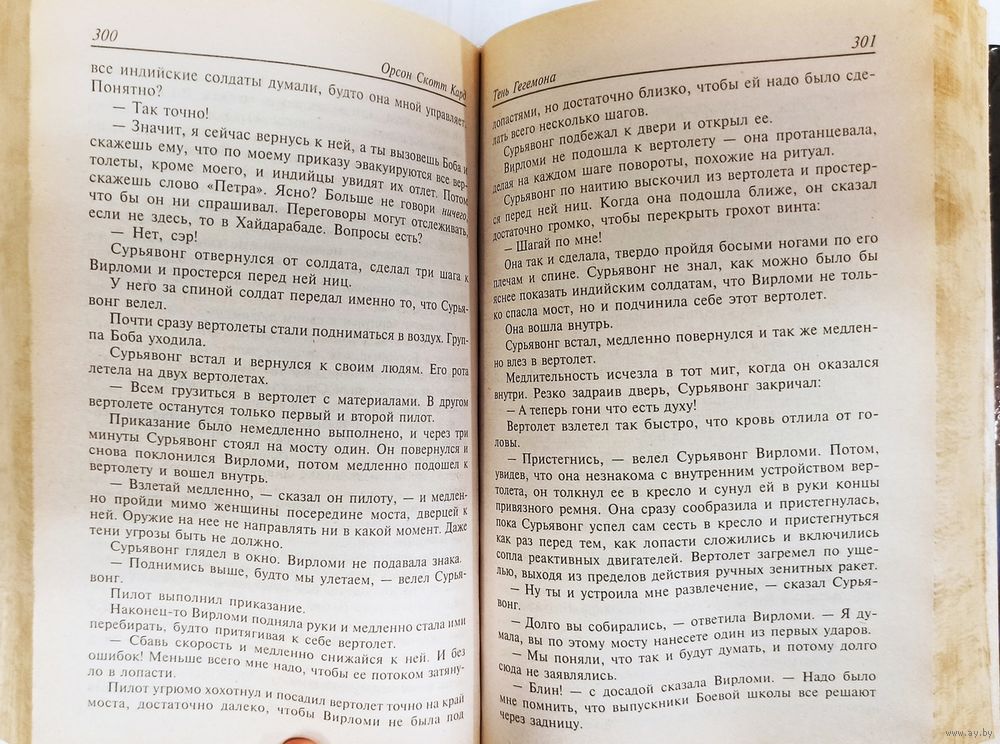 300
Орсон Скотт Кард
все индийские солдаты думали, будто она мной управляет.
Понятно?
— Так точно!
— Значит, я сейчас вернусь к ней, а ты вызовешь Боба и
скажешь ему, что по моему приказу эвакуируются все вер-
толеты, кроме моего, и индийцы увидят их отлет. Потом
скажешь слово «Петра». Ясно? Больше не говори ничего,
что бы он ни спрашивал. Переговоры могут отслеживать,
если не здесь, то в Хайдарабаде. Вопросы есть?
— Нет, сэр!
Сурьявонг отвернулся от солдата, сделал три шага к
Вирломи и простерся перед ней ниц.
У него за спиной солдат передал именно то, что Сурья-
вонг велел.
Почти сразу вертолеты стали подниматься в воздух. Груп-
па Боба уходила.
Сурьявонг встал и вернулся к своим людям. Его рота
летела на двух вертолетах.
— Всем грузиться в вертолет с материалами. В другом
вертолете останутся только первый и второй пилот.
Приказание было немедленно выполнено, и через три
минуты Сурьявонг стоял на мосту один. Он повернулся и
снова поклонился Вирломи, потом медленно подошел к
вертолету и вошел внутрь.
— Взлетай медленно, — сказал он пилоту, — и медлен-
но пройди мимо женщины посередине моста, дверцей к
ней. Оружие на нее не направлять ни в какой момент. Даже
тени угрозы быть не должно.
Сурьявонг глядел в окно. Вирломи не подавала знака.
— Поднимись выше, будто мы улетаем, — велел Сурья-
вонг.
Пилот выполнил приказание.
Наконец-то Вирломи подняла руки и медленно стала ими
перебирать, будто притягивая к себе вертолет.
— Сбавь скорость и медленно снижайся к ней. И без
ошибок! Меньше всего мне надо, чтобы ее потоком затяну-
ло в лопасти.
Пилот угрюмо хохотнул и посадил вертолет точно на край
моста, достаточно далеко, чтобы Вирломи не была под
Тень Гегемона
301
лопастями, но достаточно близко, чтобы ей надо было сде-
лать всего несколько шагов.
Сурьявонг подбежал к двери и открыл ее.
Вирломи не подошла к вертолету — она протанцевала,
делая на каждом шаге повороты, похожие на ритуал.
Сурьявонг по наитию выскочил из вертолета и простер-
ся перед ней ниц. Когда она подошла ближе, он сказал
достаточно громко, чтобы перекрыть грохот винта:
— Шагай по мне!
Она так и сделала, твердо пройдя босыми ногами по его
плечам и спине. Сурьявонг не знал, как можно было бы
яснее показать индийским солдатам, что Вирломи не толь-
ко спасла мост, но и подчинила себе этот вертолет.
Она вошла внутрь.
Сурьявонг встал, медленно повернулся и так же медлен-
но влез в вертолет.
Медлительность исчезла в тот миг, когда он оказался
внутри. Резко задраив дверь, Сурьявонг закричал:
— А теперь гони что есть духу!
Вертолет взлетел так быстро, что кровь отлила от го-
ловы.
— Пристегнись, — велел Сурьявонг Вирломи. Потом,
увидев, что она незнакома с внутренним устройством вер-
толета, он толкнул ее в кресло и сунул ей в руки концы
привязного ремня. Она сразу сообразила и пристегнулась,
пока Сурьявонг успел сам сесть в кресло и пристегнуться
как раз перед тем, как лопасти сложились и включились
сопла реактивных двигателей. Вертолет загремел по уще-
лью, выходя из пределов действия ручных зенитных ракет.
— Ну ты и устроила мне развлечение, — сказал Сурья-
вонг.
— Долго вы собирались, — ответила Вирломи. — Я ду-
мала, вы по этому мосту нанесете один из первых ударов.
— Мы поняли, что так и будут думать, и потому долго
сюда не заявлялись.
— Блин! — с досадой сказала Вирломи. — Надо было
мне помнить, что выпускники Боевой школы все решают
через задницу.
www.ay.by